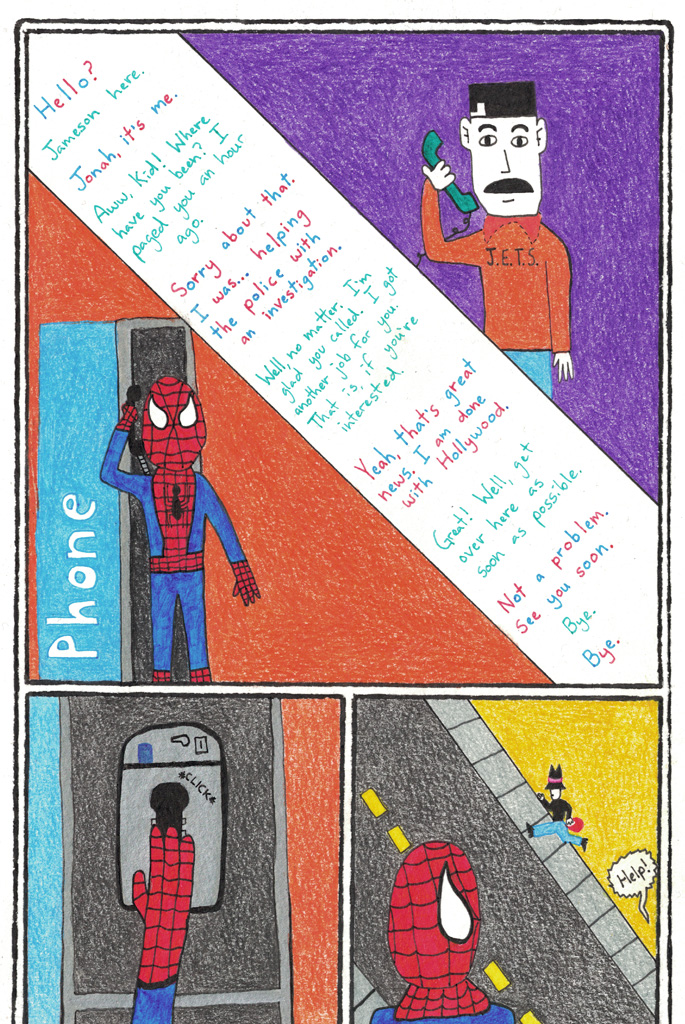 Hello?
Jameson here.
Jonah, it's me.
Aww, Kid! Where
have you been? I
paged you an hour
ago.
Sorry about that.
I was... helping
the police with
an investigation.
Well, no matter. I'm
glad you called. I got
another job for you.
That is, if you're
interested.
Yeah, that's great
news. I am done
with Hollywood.
Great! Well, get
over here as
soon as possible.
Not a problem.
See you soon.
Bye.
Bye.
J.E.T.S.
Phone
*CLICK*
Help!